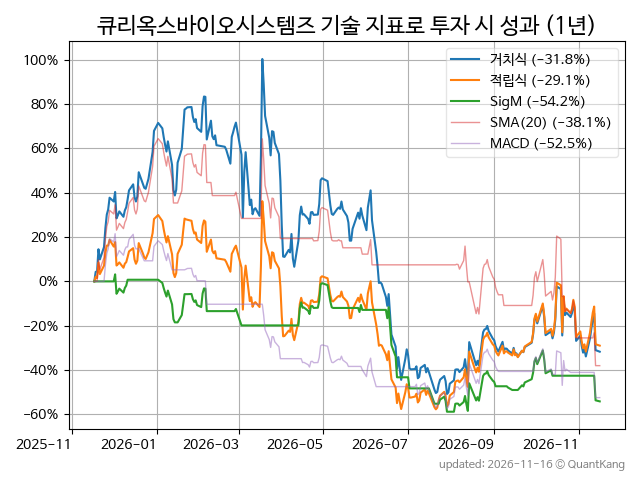 큐리옥스바이오시스템즈 기술 지표로 투자 시 성과 (1년)
100%
80%
60%
40%
20%
0%
−20%
−40%
−60%
거치식 (−31.8%)
적립식 (−29.1%)
SigM (−54.2%)
SMA(20) (−38.1%)
MACD (−52.5%)
2025-11 2026-01 2026-03 2026-05 2026-07 2026-09 2026-11
updated: 2026-11-16 © QuantKang